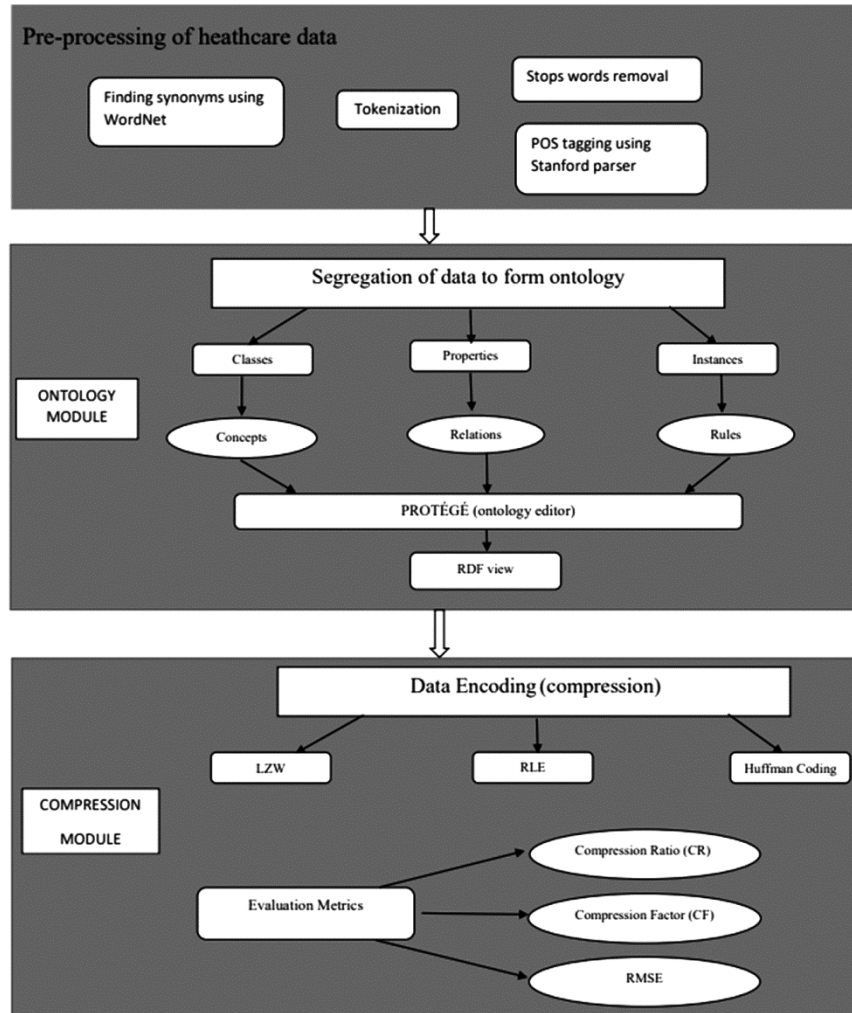 Pre-processing of heathcare data
Finding synonyms using
WordNet
Tokenization
Stops words removal
POS tagging using
Stanford parser
Segregation of data to form ontology
Classes
Properties
Instances
ONTOLOGY
MODULE
Concepts
Relations
Rules
PROTÉGÉ (ontology editor)
RDF view
Data Encoding (compression)
LZW
RLE
Huffman Coding
COMPRESSION
MODULE
Compression Ratio (CR)
Evaluation Metrics
Compression Factor (CF)
RMSE